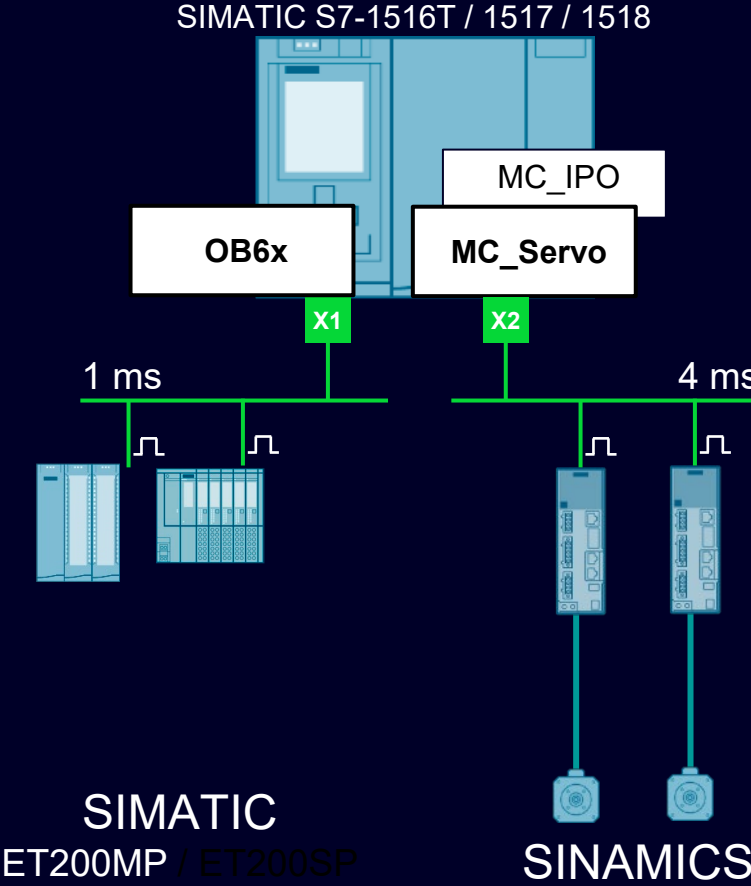 SIMATIC S7-1516T / 1517 / 1518
MC_IPO
OB6x
MC_Servo
X1
X2
1 ms
4 ms
SIMATIC
ET200MP / ET200SP
SINAMICS